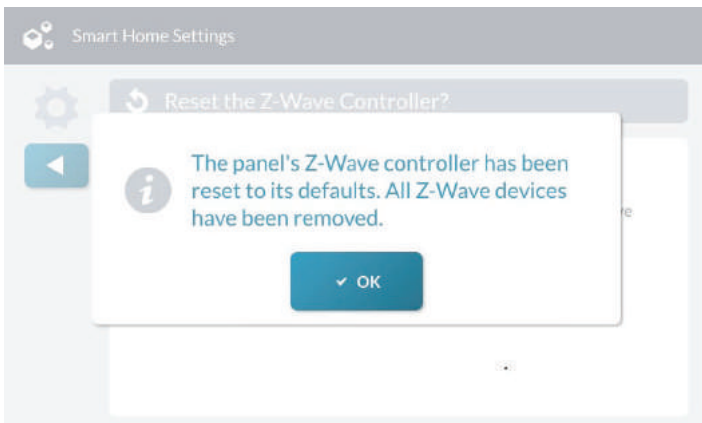 Smart Home Settings
Reset the Z-Wave Controller?
The panel's Z-Wave controller has been
reset to its defaults. All Z-Wave devices
have been removed.
OK